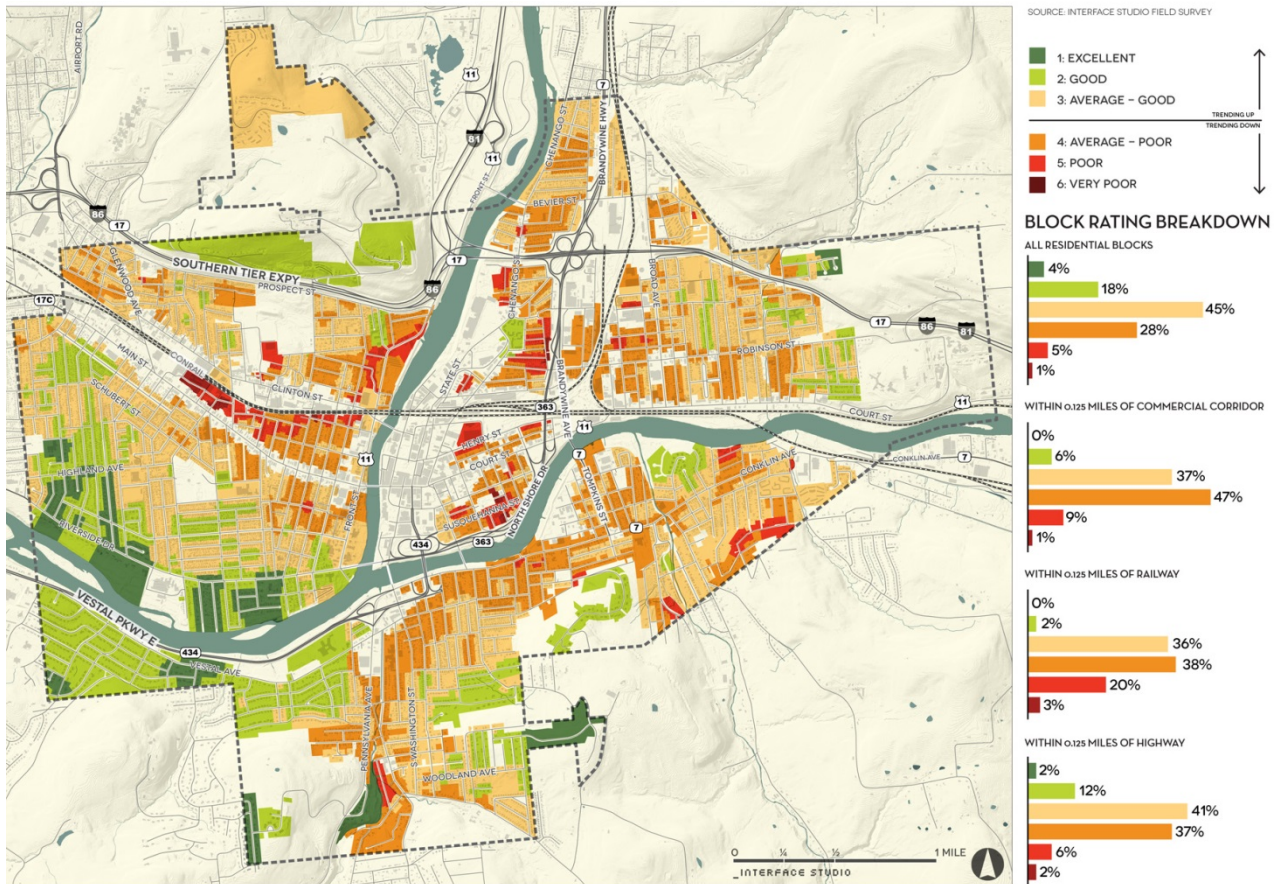 SOURCE: INTERFACE STUDIO FIELD SURVEY
1: EXCELLENT
2: GOOD
3: AVERAGE – GOOD
TRENDING UP
TRENDING DOWN
4: AVERAGE – POOR
5: POOR
6: VERY POOR
BLOCK RATING BREAKDOWN
ALL RESIDENTIAL BLOCKS
4%
18%
45%
28%
5%
1%
WITHIN 0.125 MILES OF COMMERCIAL CORRIDOR
0%
6%
37%
47%
9%
1%
WITHIN 0.125 MILES OF RAILWAY
0%
2%
36%
38%
20%
3%
WITHIN 0.125 MILES OF HIGHWAY
2%
12%
41%
37%
6%
2%
AIRPORT RD
11
7
81
11
CHENANGO ST
BRANDYWINE HWY
FRONT ST
BEVIER ST
86
17
GLENWOOD AVE
SOUTHERN TIER EXPY
PROSPECT ST
17
86
CHENANGO S
BROAD AVE
17C
17
86
81
MAIN ST
CONRAIL
SCHUBERT ST
CLINTON ST
STATE ST
BRANDYWINE AVE
ROBINSON ST
363
COURT ST
11
11
7
HENRY ST
COURT ST
11
CONKLIN AVE
7
HIGHLAND AVE
FRONT ST
NORTH SHORE DR
TOMPKINS ST
CONKLIN AVE
RIVERSIDE DR
434
363
7
VESTAL PKWY E
434
VESTAL AVE
PENNSYLVANIA AVE
S WASHINGTON ST
WOODLAND AVE
0
¼
½
1 MILE
_INTERFACE STUDIO